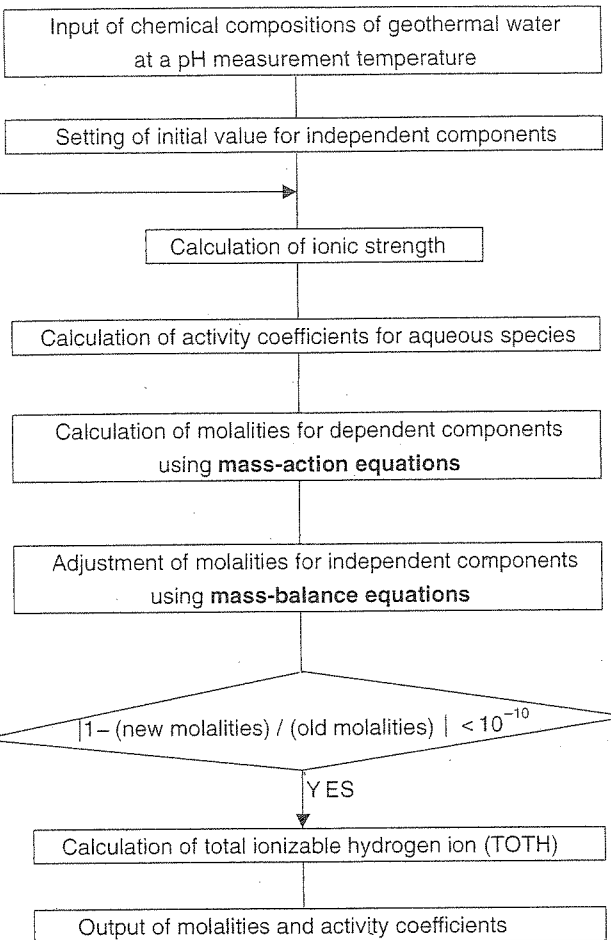 Input of chemical compositions of geothermal water
at a pH measurement temperature
Setting of initial value for independent components
Calculation of ionic strength
Calculation of activity coefficients for aqueous species
Calculation of molalities for dependent components
using mass-action equations
Adjustment of molalities for independent components
using mass-balance equations
|1− (new molalities) / (old molalities) | < 10⁻¹⁰
YES
Calculation of total ionizable hydrogen ion (TOTH)
Output of molalities and activity coefficients